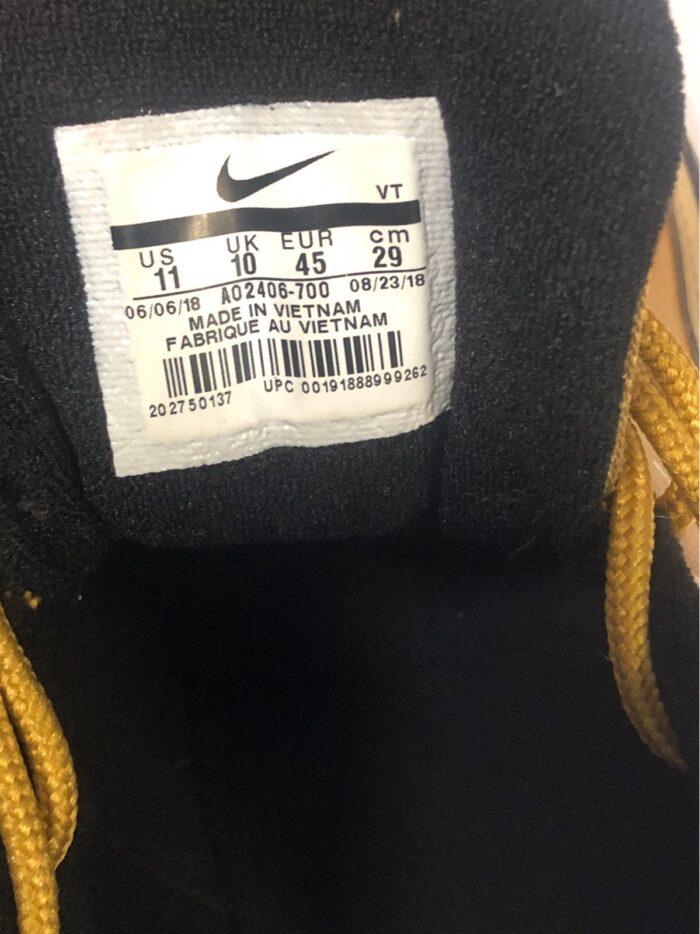 VT
US UK EUR cm
11 10 45 29
06/06/18 AO2406-700 08/23/18
MADE IN VIETNAM
FABRIQUE AU VIETNAM
202750137 UPC 00191888999262